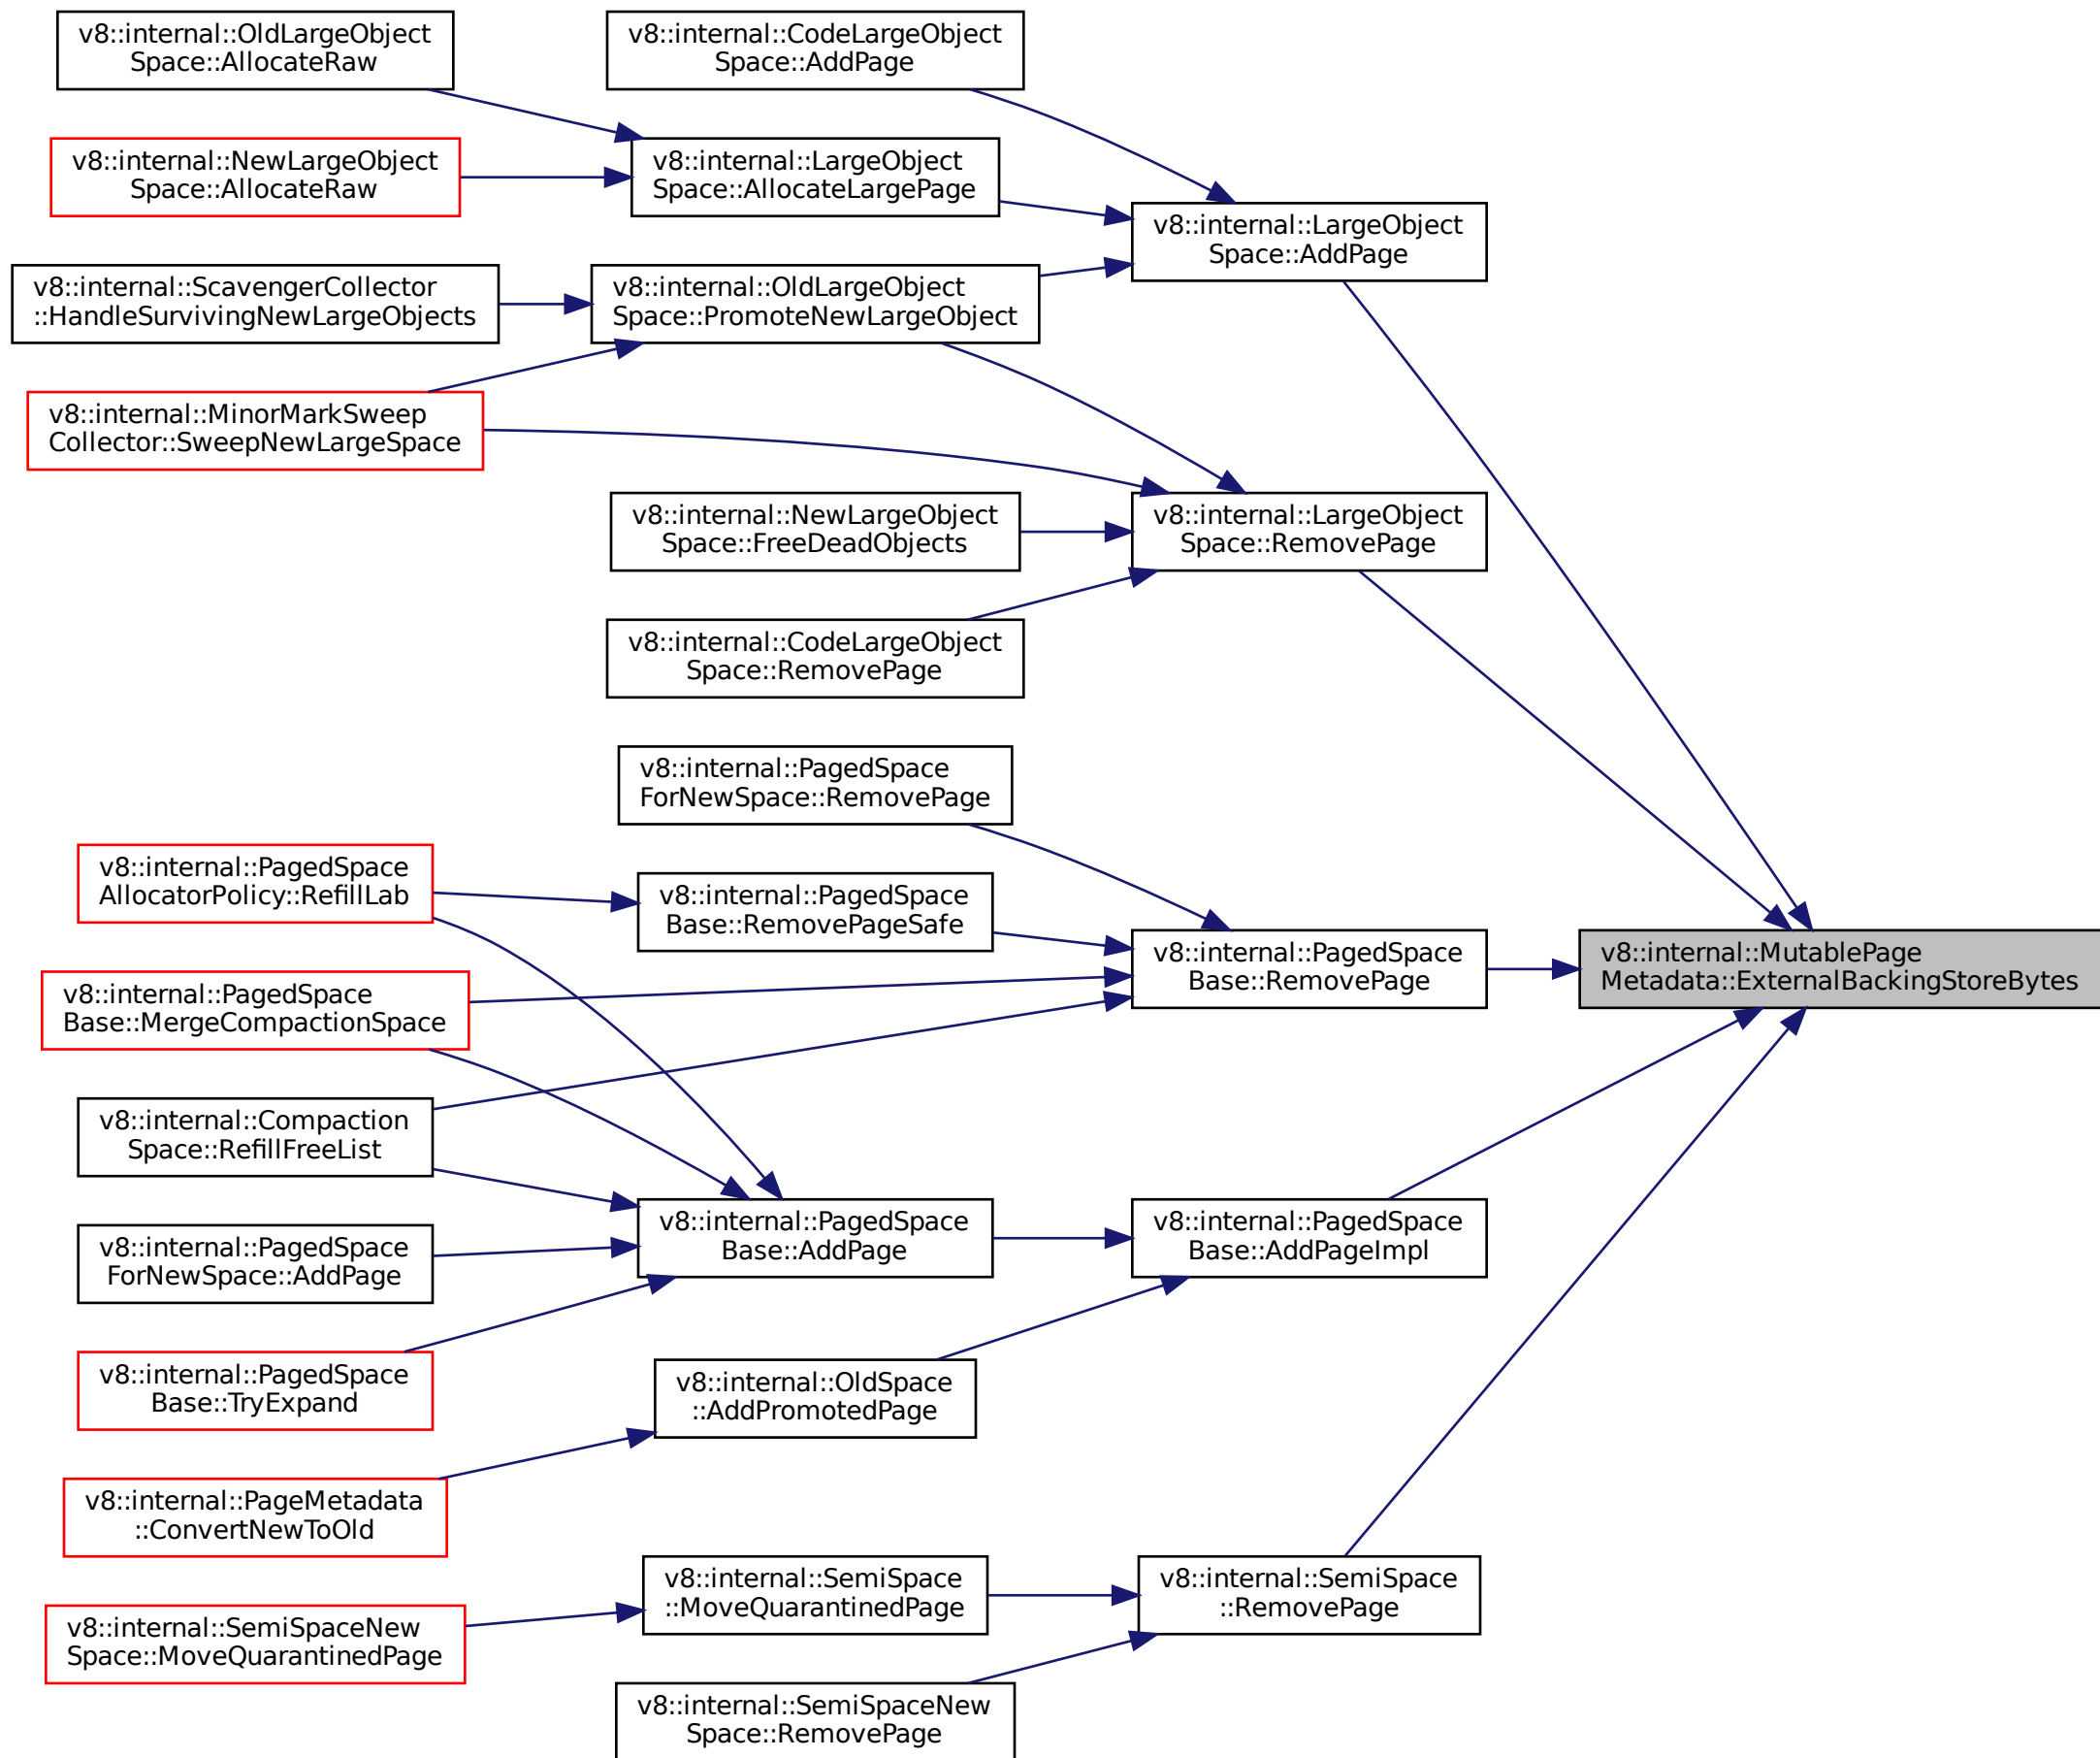 v8::internal::OldLargeObject
Space::AllocateRaw
v8::internal::CodeLargeObject
Space::AddPage
v8::internal::NewLargeObject
Space::AllocateRaw
v8::internal::LargeObject
Space::AllocateLargePage
v8::internal::LargeObject
Space::AddPage
v8::internal::ScavengerCollector
::HandleSurvivingNewLargeObjects
v8::internal::OldLargeObject
Space::PromoteNewLargeObject
v8::internal::MinorMarkSweep
Collector::SweepNewLargeSpace
v8::internal::NewLargeObject
Space::FreeDeadObjects
v8::internal::LargeObject
Space::RemovePage
v8::internal::CodeLargeObject
Space::RemovePage
v8::internal::PagedSpace
ForNewSpace::RemovePage
v8::internal::PagedSpace
AllocatorPolicy::RefillLab
v8::internal::PagedSpace
Base::RemovePageSafe
v8::internal::PagedSpace
Base::RemovePage
v8::internal::MutablePage
Metadata::ExternalBackingStoreBytes
v8::internal::PagedSpace
Base::MergeCompactionSpace
v8::internal::Compaction
Space::RefillFreeList
v8::internal::PagedSpace
Base::AddPage
v8::internal::PagedSpace
Base::AddPageImpl
v8::internal::PagedSpace
ForNewSpace::AddPage
v8::internal::PagedSpace
Base::TryExpand
v8::internal::OldSpace
::AddPromotedPage
v8::internal::PageMetadata
::ConvertNewToOld
v8::internal::SemiSpace
::MoveQuarantinedPage
v8::internal::SemiSpace
::RemovePage
v8::internal::SemiSpaceNew
Space::MoveQuarantinedPage
v8::internal::SemiSpaceNew
Space::RemovePage